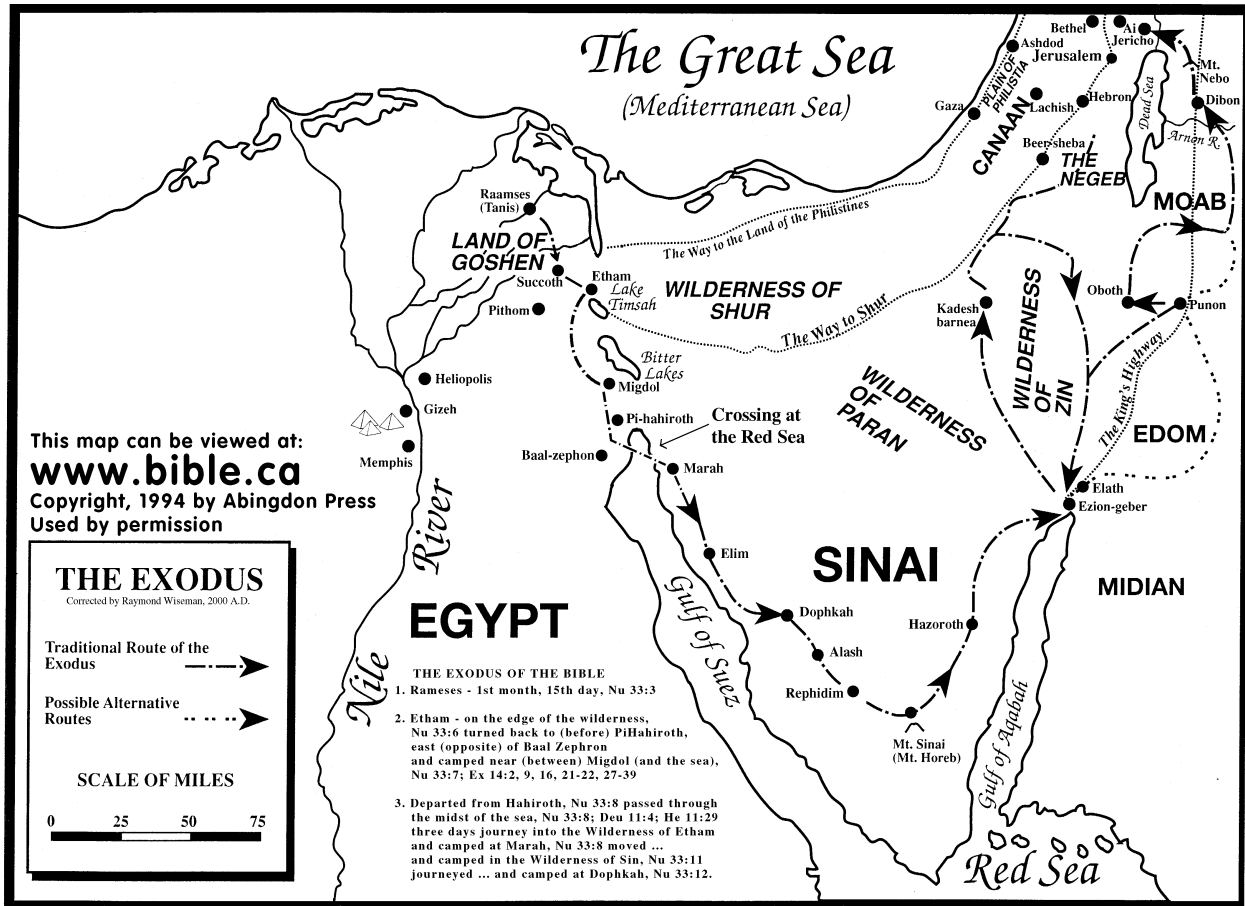 The Great Sea
(Mediterranean Sea)
Bethel
Ai
Jericho
Ashdod
Jerusalem
Mt.
Nebo
PLAIN OF
PHILISTIA
Gaza
Lachish.
Hebron
Dead Sea
Dibon
CANAAN
Arnon R.
Beer-sheba
THE
NEGEB
MOAB
Raamses
(Tanis)
The Way to the Land of the Philistines
LAND OF
GOSHEN
Succoth
Etham
Lake
Timsah
WILDERNESS OF
SHUR
Pithom
The Way to Shur
Kadesh
barnea
WILDERNESS
OF
ZIN
Oboth
Punon
Bitter
Lakes
Migdol
Heliopolis
Gizeh
Memphis
Pi-hahiroth
Crossing at
the Red Sea
WILDERNESS
OF
PARAN
The King's Highway
EDOM
Baal-zephon
Marah
Elath
Ezion-geber
This map can be viewed at:
www.bible.ca
Copyright, 1994 by Abingdon Press
Used by permission
Nile River
Elim
SINAI
MIDIAN
EGYPT
Gulf of Suez
Dophkah
Alash
Rephidim
Hazoroth
Mt. Sinai
(Mt. Horeb)
Gulf of Aqabah
Red Sea
THE EXODUS
Corrected by Raymond Wiseman, 2000 A.D.
Traditional Route of the
Exodus
Possible Alternative
Routes
SCALE OF MILES
0 25 50 75
THE EXODUS OF THE BIBLE
1. Rameses - 1st month, 15th day, Nu 33:3
2. Etham - on the edge of the wilderness,
Nu 33:6 turned back to (before) PiHahiroth,
east (opposite) of Baal Zephron
and camped near (between) Migdol (and the sea),
Nu 33:7; Ex 14:2, 9, 16, 21-22, 27-39
3. Departed from Hahiroth, Nu 33:8 passed through
the midst of the sea, Nu 33:8; Deu 11:4; He 11:29
three days journey into the Wilderness of Etham
and camped at Marah, Nu 33:8 moved ...
and camped in the Wilderness of Sin, Nu 33:11
journeyed ... and camped at Dophkah, Nu 33:12.